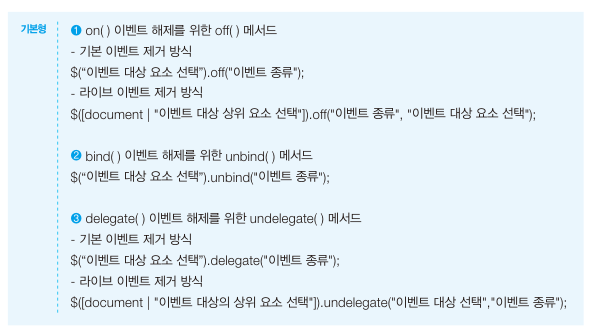 기본형
❶ on( ) 이벤트 해제를 위한 off( ) 메서드
- 기본 이벤트 제거 방식
$(“이벤트 대상 요소 선택”).off("이벤트 종류");
- 라이브 이벤트 제거 방식
$([document | "이벤트 대상 상위 요소 선택"]).off("이벤트 종류", "이벤트 대상 요소 선택");
❷ bind( ) 이벤트 해제를 위한 unbind( ) 메서드
$(“이벤트 대상 요소 선택”).unbind("이벤트 종류");
❸ delegate( ) 이벤트 해제를 위한 undelegate( ) 메서드
- 기본 이벤트 제거 방식
$(“이벤트 대상 요소 선택”).delegate("이벤트 종류");
- 라이브 이벤트 제거 방식
$([document | "이벤트 대상의 상위 요소 선택"]).undelegate("이벤트 대상 선택","이벤트 종류");